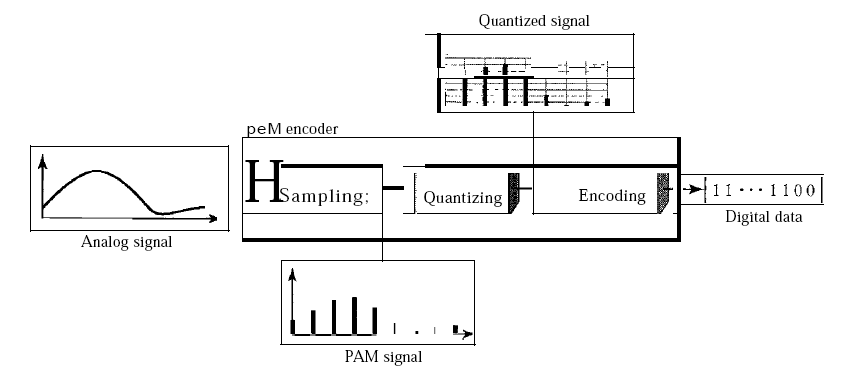 Quantized signal
peM encoder
H
Sampling;
Quantizing
Encoding
11 ··· 1100
Digital data
Analog signal
PAM signal